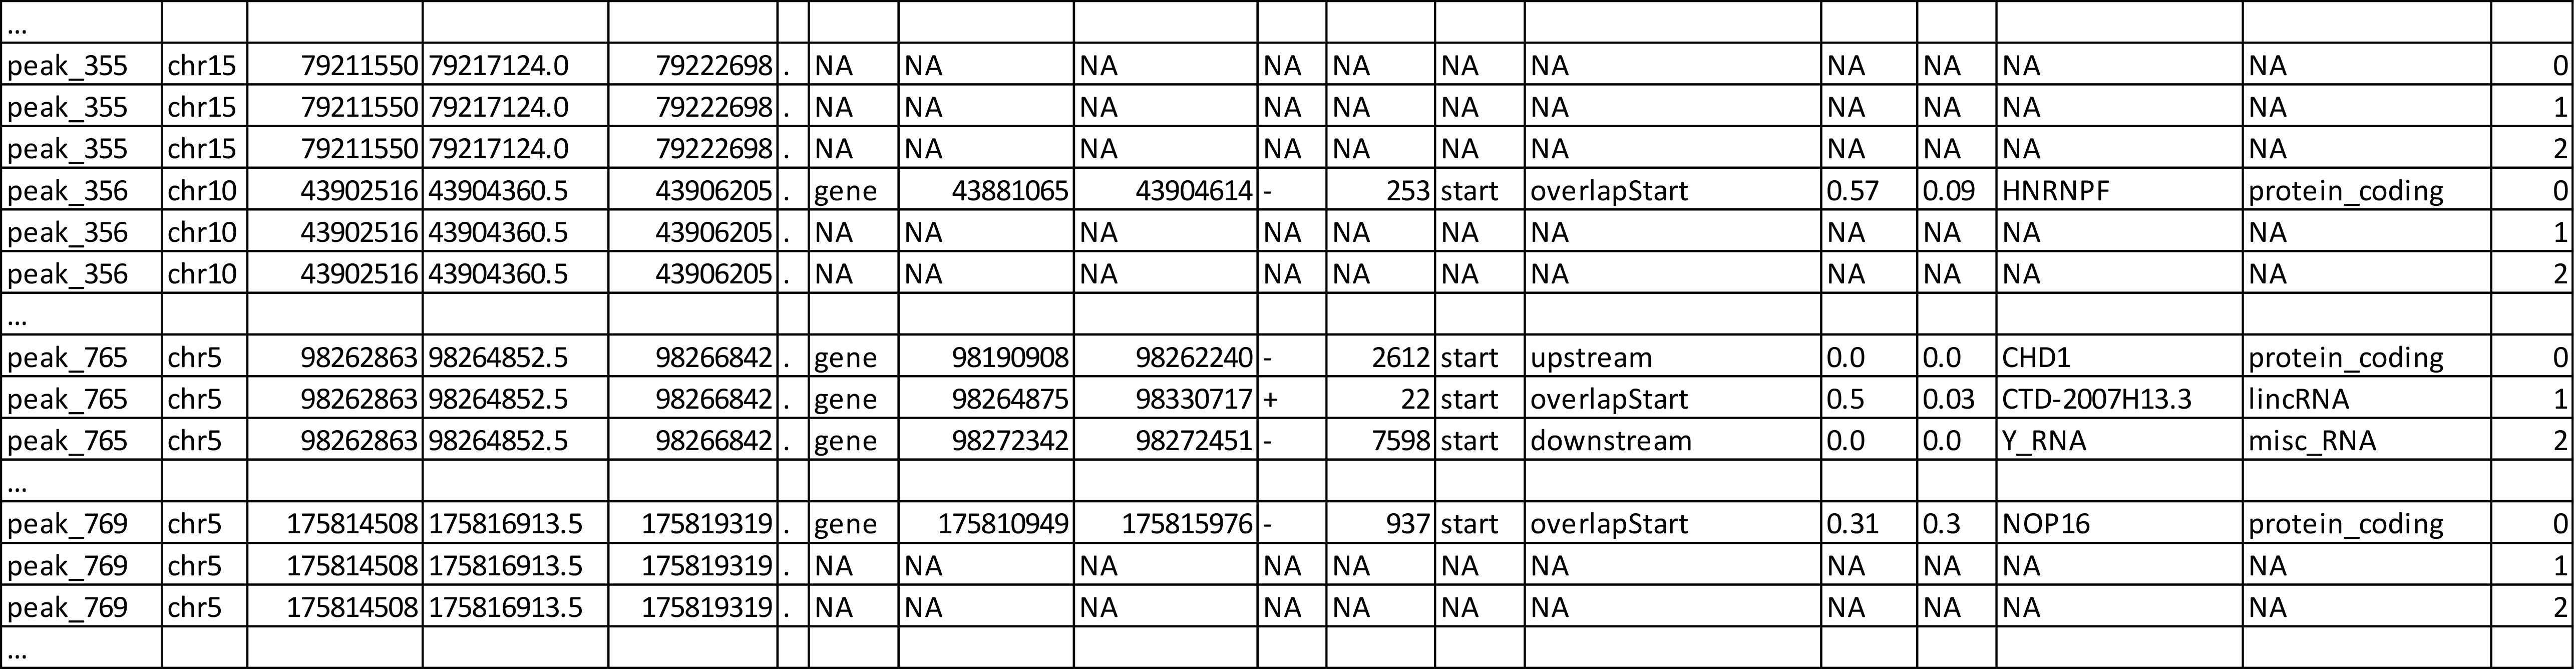 ...
peak_355 chr15 79211550 79217124.0 79222698 . NA NA NA NA NA NA NA NA NA NA NA 0
peak_355 chr15 79211550 79217124.0 79222698 . NA NA NA NA NA NA NA NA NA NA NA 1
peak_355 chr15 79211550 79217124.0 79222698 . NA NA NA NA NA NA NA NA NA NA NA 2
peak_356 chr10 43902516 43904360.5 43906205 . gene 43881065 43904614 - 253 start overlapStart 0.57 0.09 HNRNPF protein_coding 0
peak_356 chr10 43902516 43904360.5 43906205 . NA NA NA NA NA NA NA NA NA NA NA 1
peak_356 chr10 43902516 43904360.5 43906205 . NA NA NA NA NA NA NA NA NA NA NA 2
...
peak_765 chr5 98262863 98264852.5 98266842 . gene 98190908 98262240 - 2612 start upstream 0.0 0.0 CHD1 protein_coding 0
peak_765 chr5 98262863 98264852.5 98266842 . gene 98264875 98330717 + 22 start overlapStart 0.5 0.03 CTD-2007H13.3 lincRNA 1
peak_765 chr5 98262863 98264852.5 98266842 . gene 98272342 98272451 - 7598 start downstream 0.0 0.0 Y_RNA misc_RNA 2
...
peak_769 chr5 175814508 175816913.5 175819319 . gene 175810949 175815976 - 937 start overlapStart 0.31 0.3 NOP16 protein_coding 0
peak_769 chr5 175814508 175816913.5 175819319 . NA NA NA NA NA NA NA NA NA NA NA 1
peak_769 chr5 175814508 175816913.5 175819319 . NA NA NA NA NA NA NA NA NA NA NA 2
...